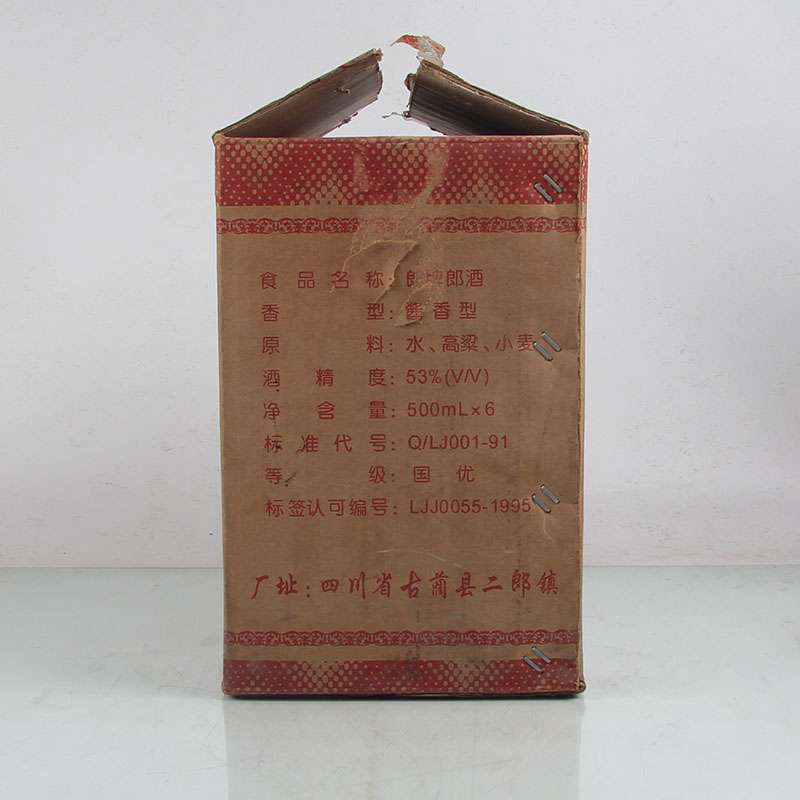 食品名称：郎牌郎酒
香型：酱香型
原料：水、高粱、小麦
酒精度：53%(V/V)
净含量：500mL×6
标准代号：Q/LJ001-91
等级：国优
标签认可编号：LJJ0055-1995
厂址：四川省古蔺县二郎镇